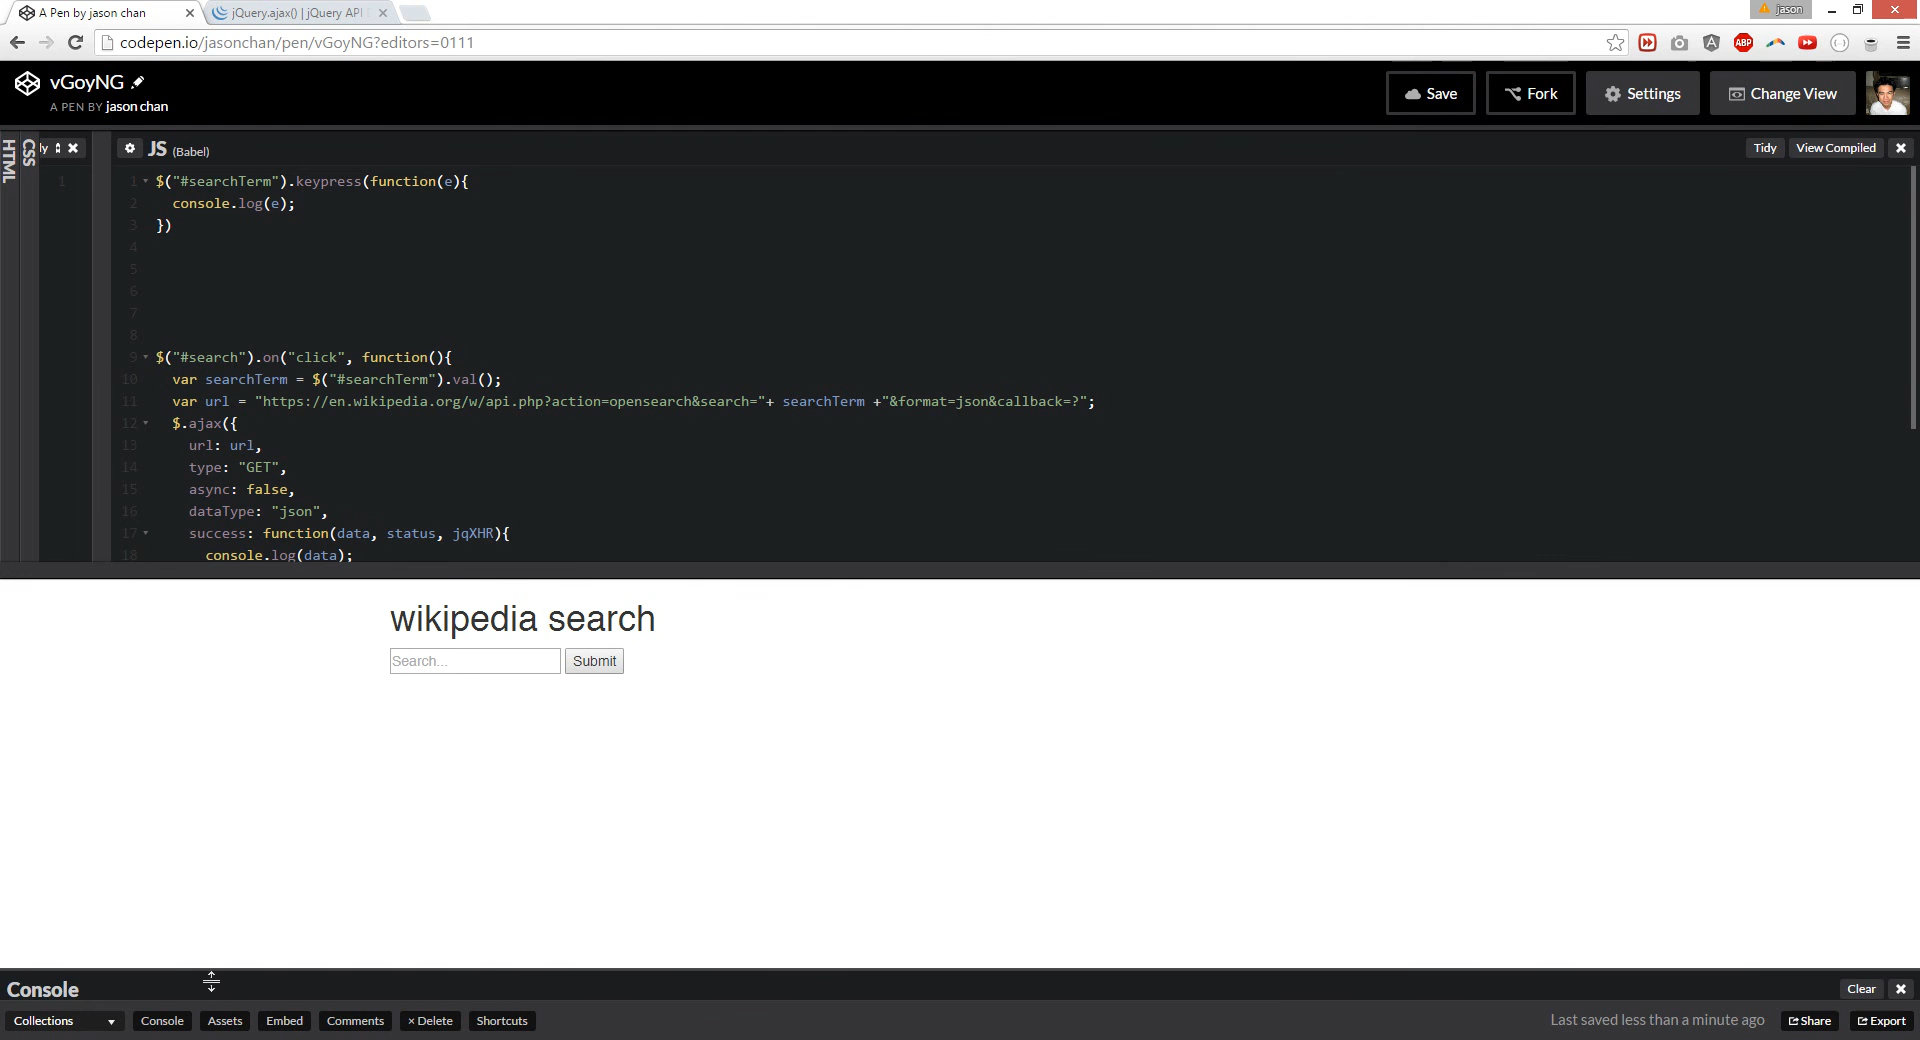 A Pen by jason chan
jQuery.ajax() | jQuery API
jason
codepen.io/jasonchan/pen/vGoyNG?editors=0111
ABP
vGoyNG
A PEN BY jason chan
Save
Fork
Settings
Change View
HTML
CSS
ly
JS (Babel)
Tidy
View Compiled
1
1 $("#searchTerm").keypress(function(e){
2 console.log(e);
3 })
4
5
6
7
8
9 $("#search").on("click", function(){
10 var searchTerm = $("#searchTerm").val();
11 var url = "https://en.wikipedia.org/w/api.php?action=opensearch&search="+ searchTerm +"&format=json&callback=?";
12 $.ajax({
13 url: url,
14 type: "GET",
15 async: false,
16 dataType: "json",
17 success: function(data, status, jqXHR){
18 console.log(data);
wikipedia search
Search...
Submit
Console
Clear
Collections
Console
Assets
Embed
Comments
× Delete
Shortcuts
Last saved less than a minute ago
Share
Export